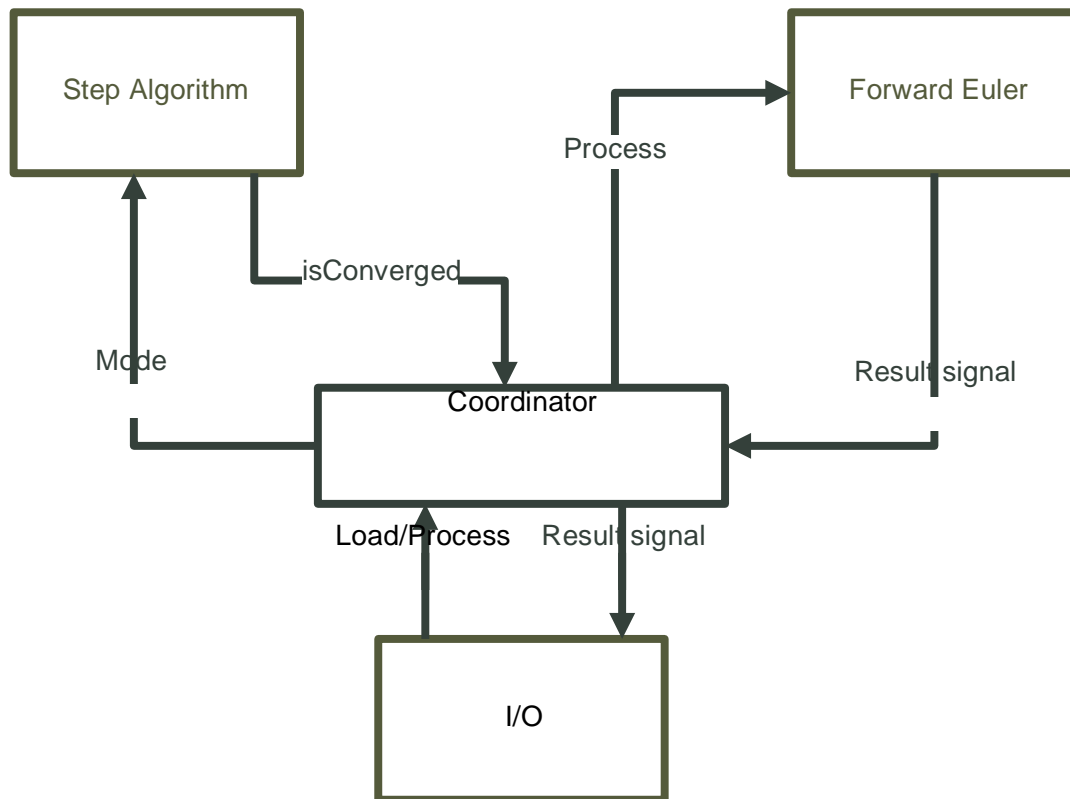 Step Algorithm
Forward Euler
Process
isConverged
Mode
Result signal
Coordinator
Load/Process
Result signal
I/O